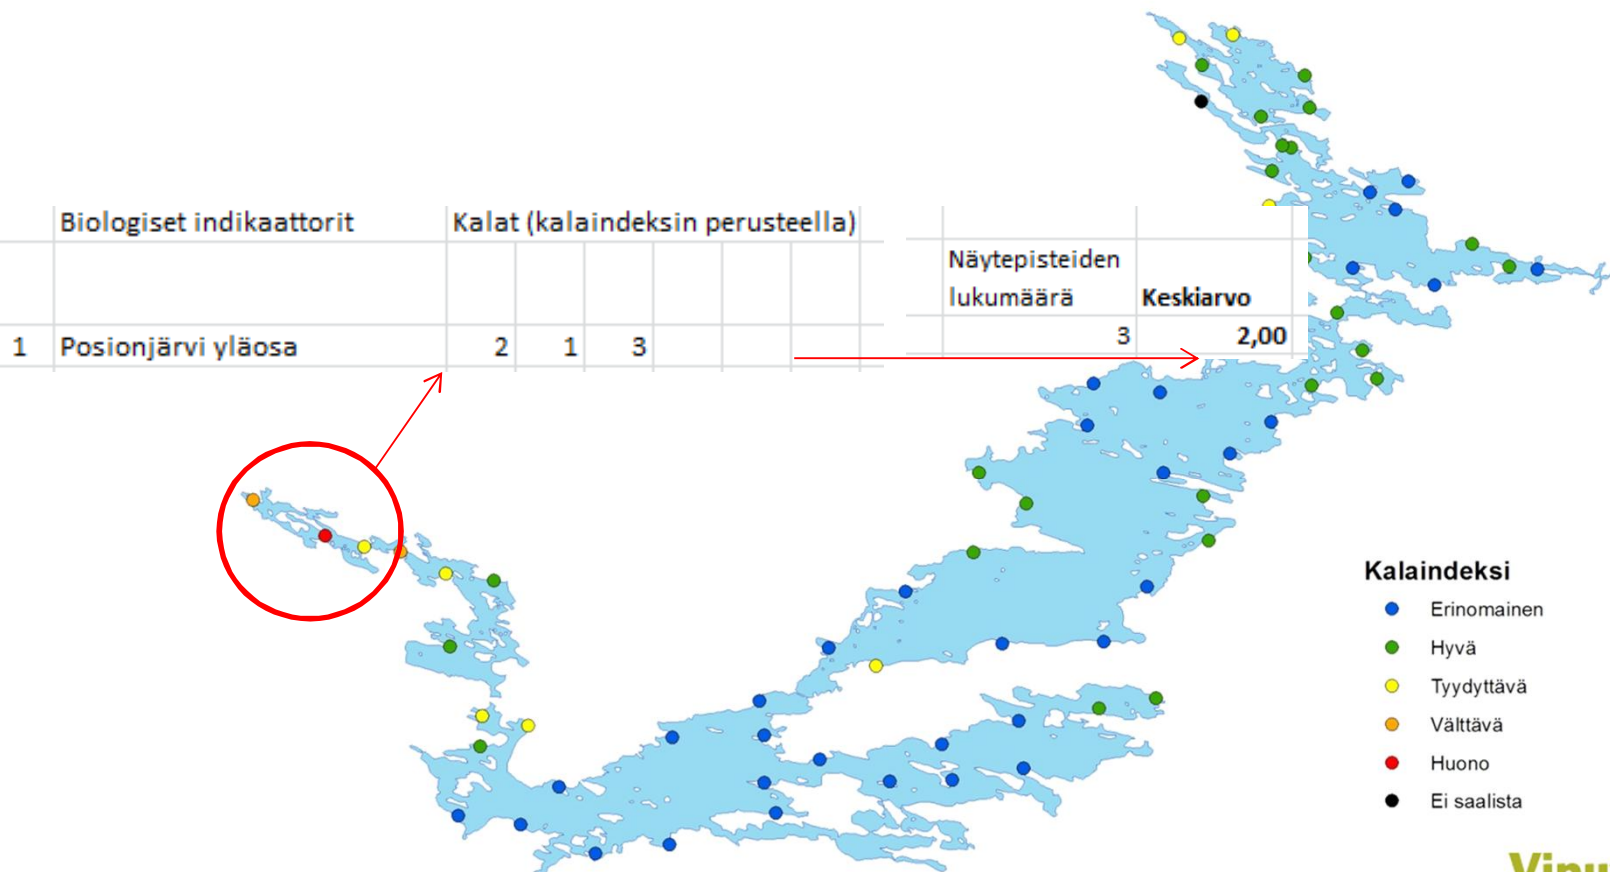 Biologiset indikaattorit Kalat (kalaindeksin perusteella)
Näytepisteiden
lukumäärä Keskiarvo
1 Posionjärvi yläosa 2 1 3 3 2,00
Kalaindeksi
Erinomainen
Hyvä
Tyydyttävä
Välttävä
Huono
Ei saalista